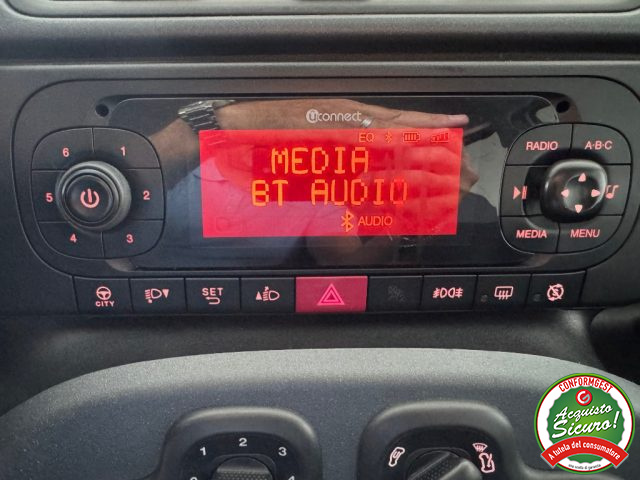 uconnect
EQ
MEDIA
BT AUDIO
AUDIO
6 1
5 2
4 3
RADIO A·B·C
MEDIA MENU
CITY
SET
1 2 3
4
CONFORMGEST
Acquisto
Sicuro!
A tutela del consumatore